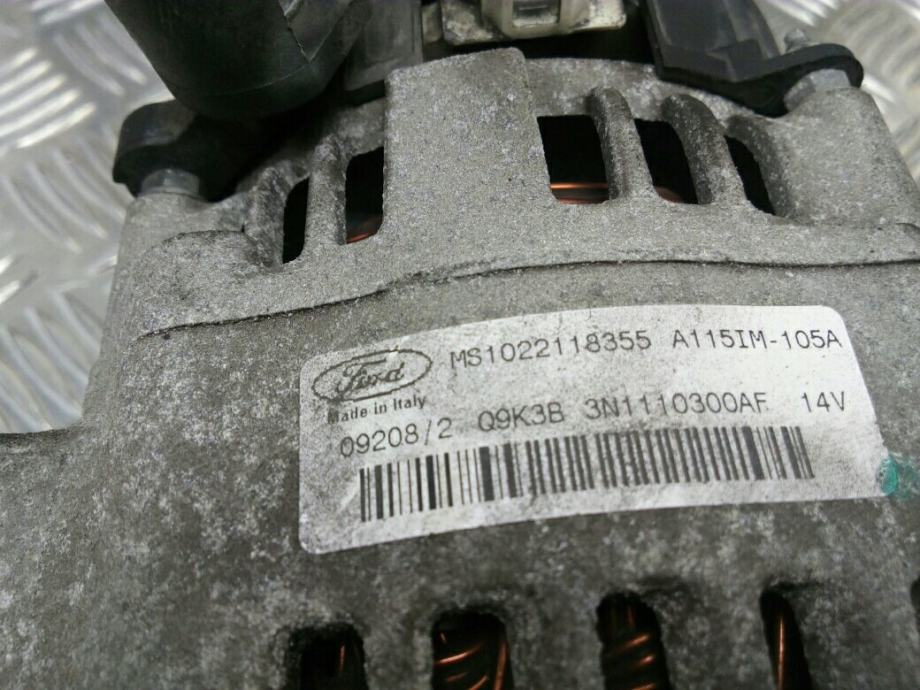 Ford
MS1022118355 A115IM-105A
Made in Italy
09208/2 Q9K3B 3N1110300AF 14V